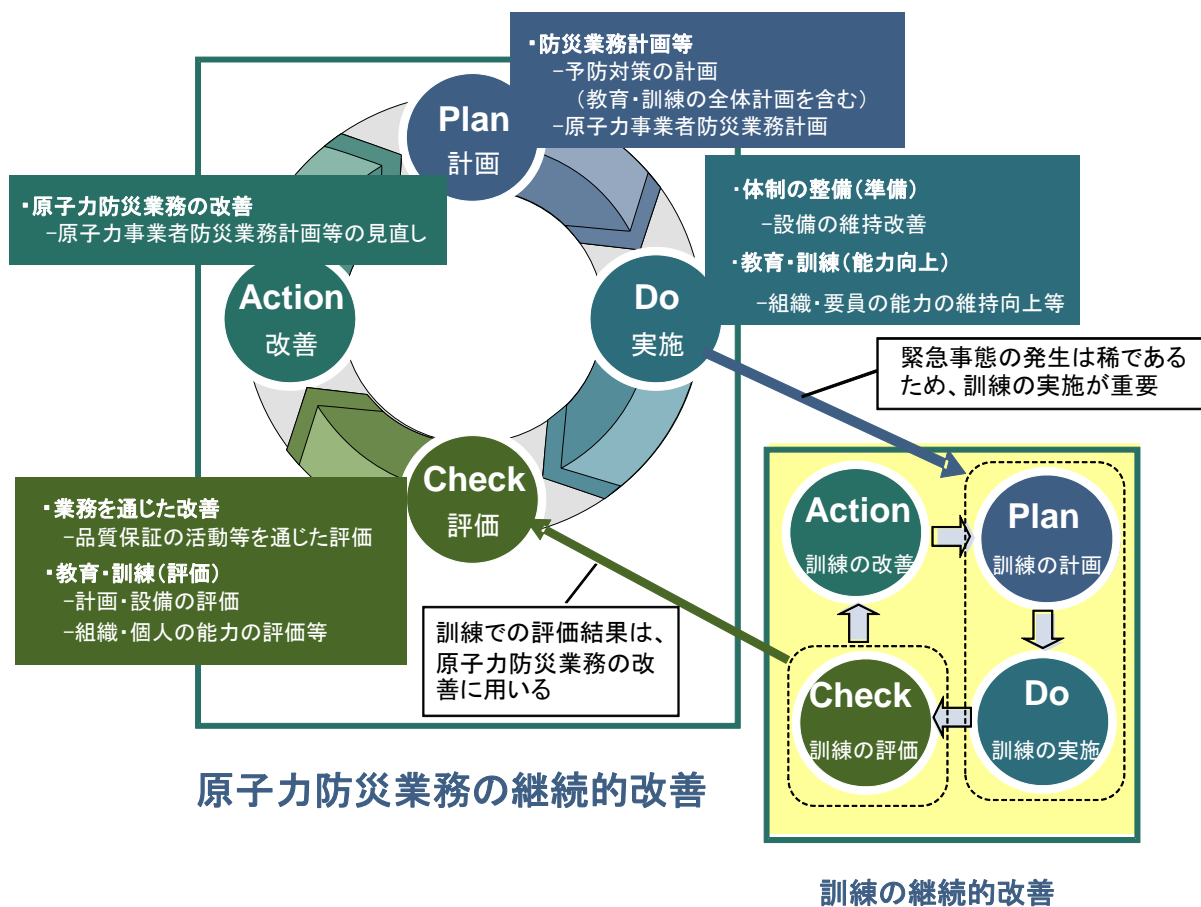 ・防災業務計画等
－予防対策の計画
（教育・訓練の全体計画を含む）
－原子力事業者防災業務計画
Plan
計画
・体制の整備（準備）
－設備の維持改善
・教育・訓練（能力向上）
－組織・要員の能力の維持向上等
・原子力防災業務の改善
－原子力事業者防災業務計画等の見直し
Action
改善
Do
実施
緊急事態の発生は稀である
ため、訓練の実施が重要
Check
評価
・業務を通じた改善
－品質保証の活動等を通じた評価
・教育・訓練（評価）
－計画・設備の評価
－組織・個人の能力の評価等
訓練での評価結果は、
原子力防災業務の改
善に用いる
Action
訓練の改善
Plan
訓練の計画
Check
訓練の評価
Do
訓練の実施
原子力防災業務の継続的改善
訓練の継続的改善